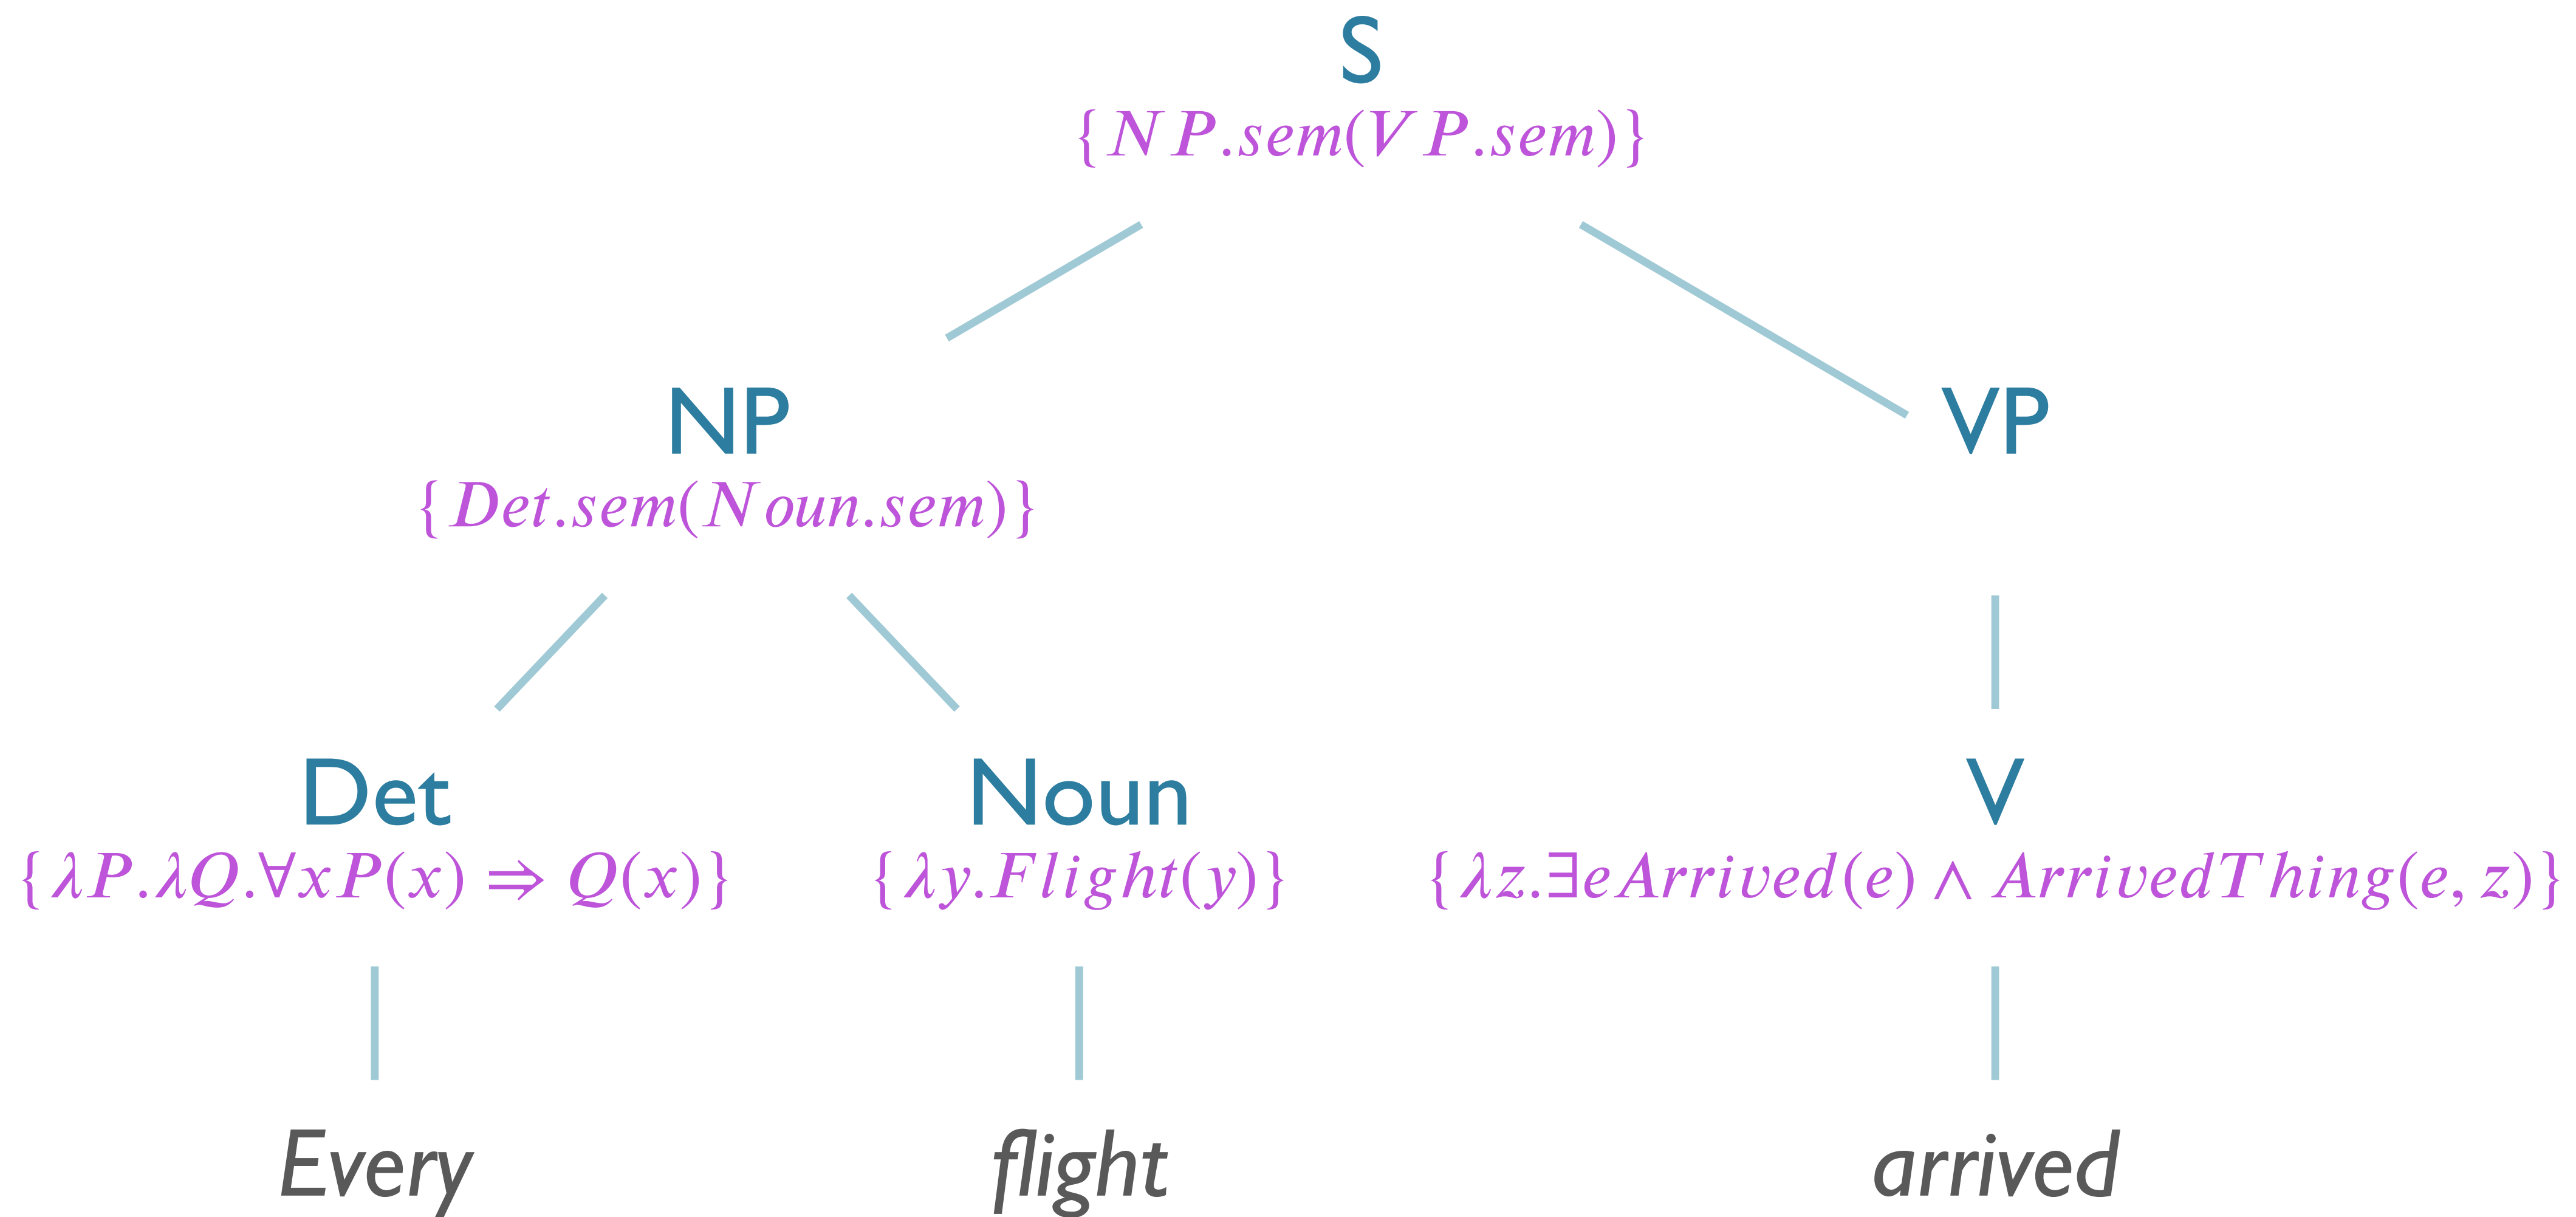 S
{NP.sem(VP.sem)}
NP
VP
{Det.sem(Noun.sem)}
Det
Noun
V
{λP.λQ.∀xP(x) ⇒ Q(x)}
{λy.Flight(y)}
{λz.∃eArrived(e) ∧ ArrivedThing(e, z)}
Every
flight
arrived